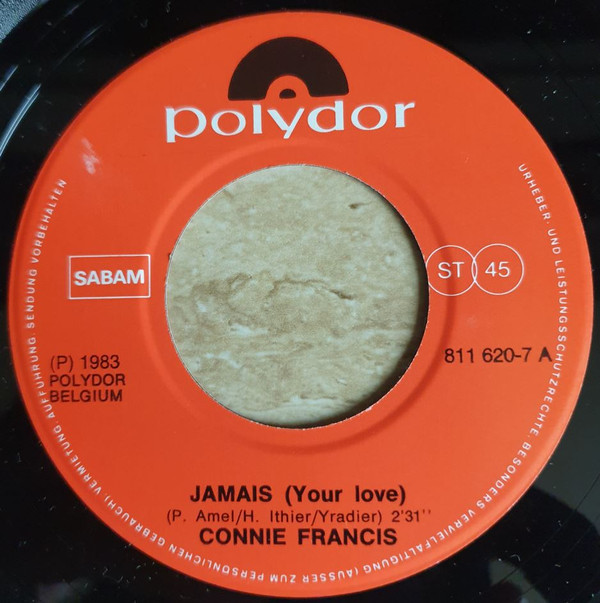 polydor
SABAM
ST 45
(P) 1983
POLYDOR
BELGIUM
811 620-7 A
JAMAIS (Your love)
(P. Amel/H. Ithier/Yradier) 2'31''
CONNIE FRANCIS
URHEBER- UND LEISTUNGSSCHUTZRECHTE, BESONDERS VERVIELFÄLTIGUNG (AUSSER ZUM PERSÖNLICHEN GEBRAUCH) VERMIETUNG AUFFÜHRUNG SENDUNG VORBEHALTEN